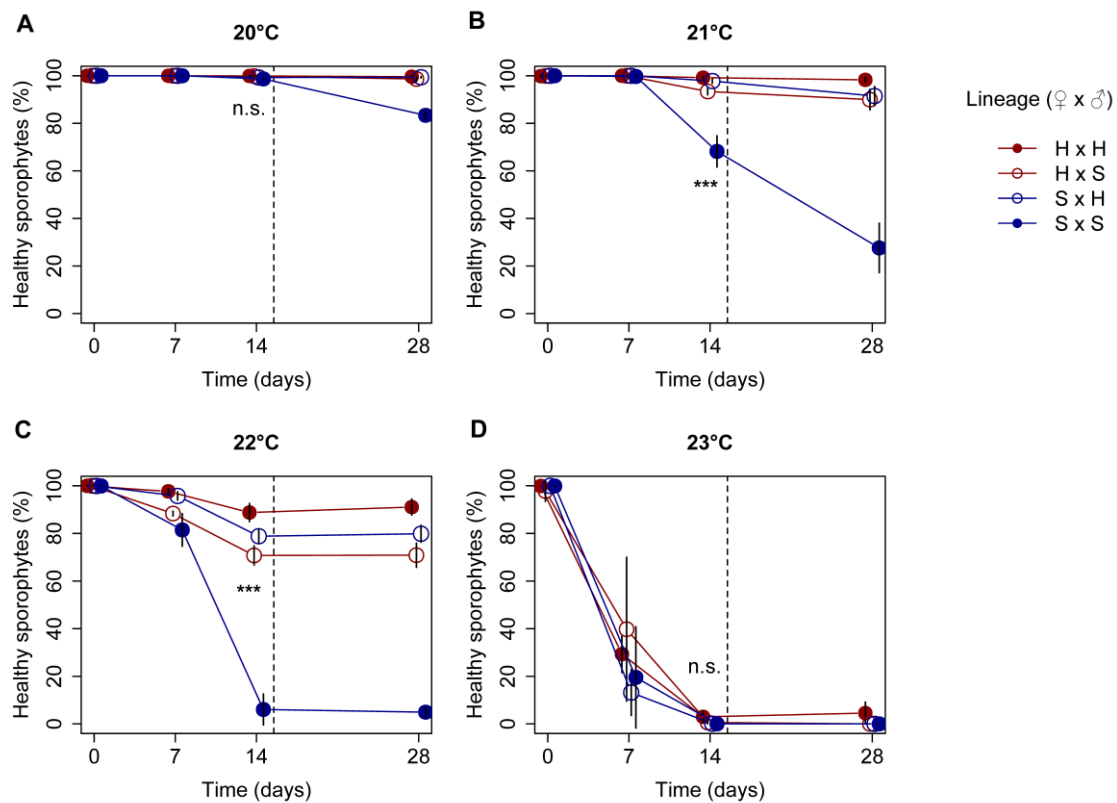 A
20°C
Healthy sporophytes (%)
100
80
60
40
20
0
n.s.
0 7 14 28
Time (days)
B
21°C
Healthy sporophytes (%)
100
80
60
40
20
0
***
0 7 14 28
Time (days)
Lineage (♀ x ♂)
H x H
H x S
S x H
S x S
C
22°C
Healthy sporophytes (%)
100
80
60
40
20
0
***
0 7 14 28
Time (days)
D
23°C
Healthy sporophytes (%)
100
80
60
40
20
0
n.s.
0 7 14 28
Time (days)